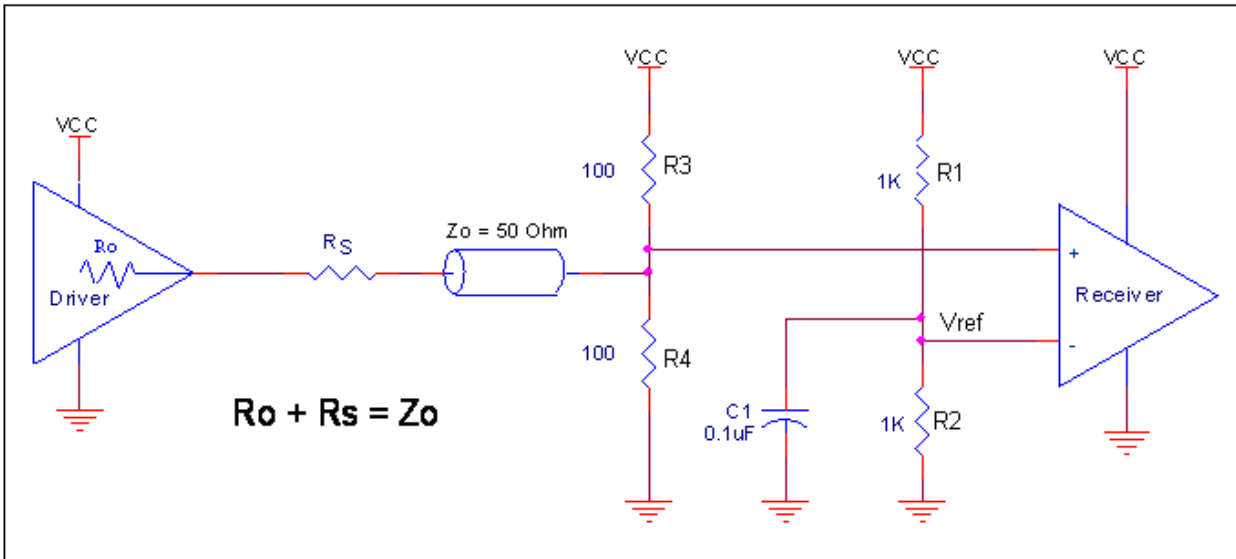 VCC
VCC
VCC
VCC
R3
100
R1
1K
Zo = 50 Ohm
Ro
RS
+
Driver
Receiver
Vref
-
100
R4
Ro + Rs = Zo
C1
0.1uF
1K
R2